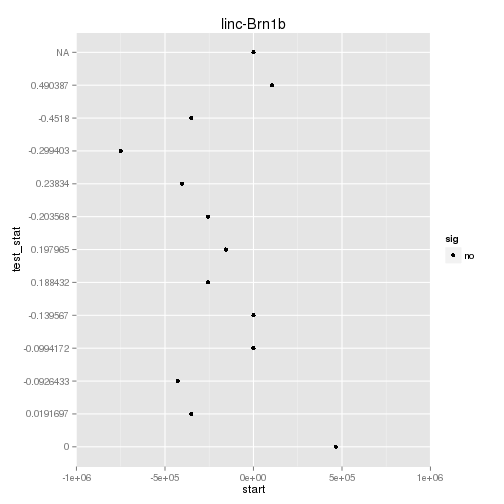 linc-Brn1b
NA
0.490387
-0.4518
-0.299403
0.23834
-0.203568
0.197965
0.188432
-0.139567
-0.0994172
-0.0926433
0.0191697
0
test_stat
-1e+06
-5e+05
0e+00
5e+05
1e+06
start
sig
no